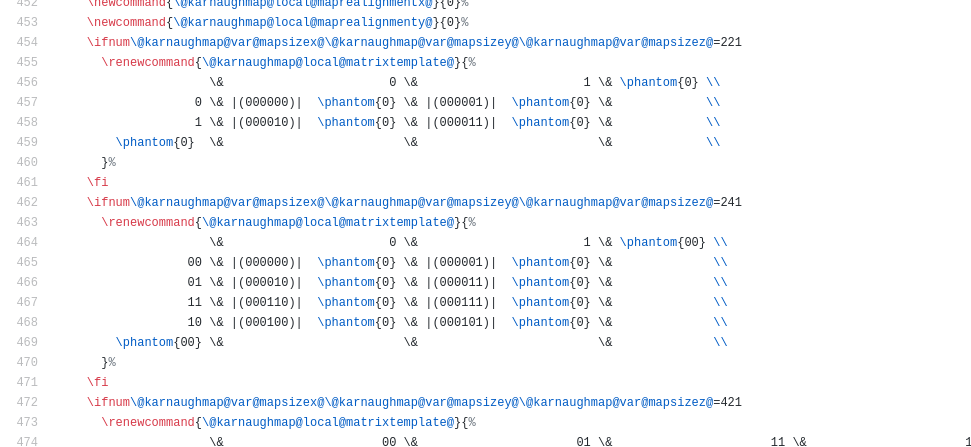 452 \newcommand{\@karnaughmap@local@maprealignmentx@}{0}%
453 \newcommand{\@karnaughmap@local@maprealignmenty@}{0}%
454 \ifnum\@karnaughmap@var@mapsizex@\@karnaughmap@var@mapsizey@\@karnaughmap@var@mapsizez@=221
455 \renewcommand{\@karnaughmap@local@matrixtemplate@}{%
456 \& 0 \& 1 \& \phantom{0} \\
457 0 \& |(000000)| \phantom{0} \& |(000001)| \phantom{0} \& \\
458 1 \& |(000010)| \phantom{0} \& |(000011)| \phantom{0} \& \\
459 \phantom{0} \& \& \& \\
460 }%
461 \fi
462 \ifnum\@karnaughmap@var@mapsizex@\@karnaughmap@var@mapsizey@\@karnaughmap@var@mapsizez@=241
463 \renewcommand{\@karnaughmap@local@matrixtemplate@}{%
464 \& 0 \& 1 \& \phantom{00} \\
465 00 \& |(000000)| \phantom{0} \& |(000001)| \phantom{0} \& \\
466 01 \& |(000010)| \phantom{0} \& |(000011)| \phantom{0} \& \\
467 11 \& |(000110)| \phantom{0} \& |(000111)| \phantom{0} \& \\
468 10 \& |(000100)| \phantom{0} \& |(000101)| \phantom{0} \& \\
469 \phantom{00} \& \& \& \\
470 }%
471 \fi
472 \ifnum\@karnaughmap@var@mapsizex@\@karnaughmap@var@mapsizey@\@karnaughmap@var@mapsizez@=421
473 \renewcommand{\@karnaughmap@local@matrixtemplate@}{%
474 \& 00 \& 01 \& 11 \& 1